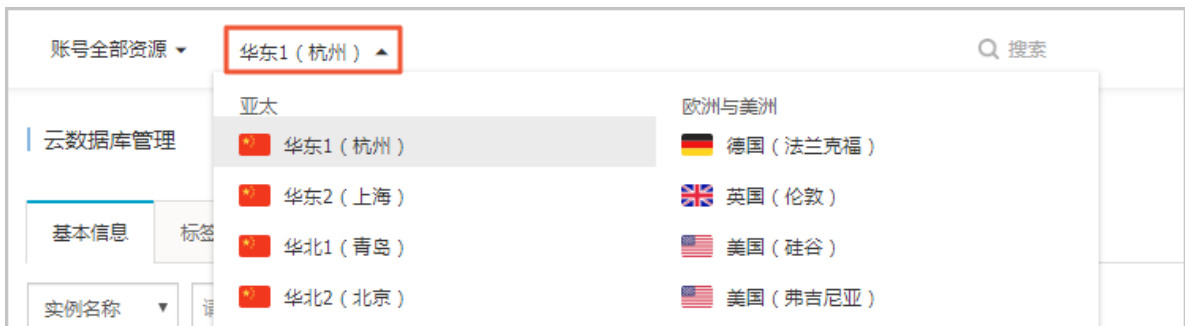 账号全部资源 华东1（杭州） 搜索
亚太 欧洲与美洲
云数据库管理 华东1（杭州） 德国（法兰克福）
华东2（上海） 英国（伦敦）
基本信息 标签 华北1（青岛） 美国（硅谷）
实例名称 华北2（北京） 美国（弗吉尼亚）